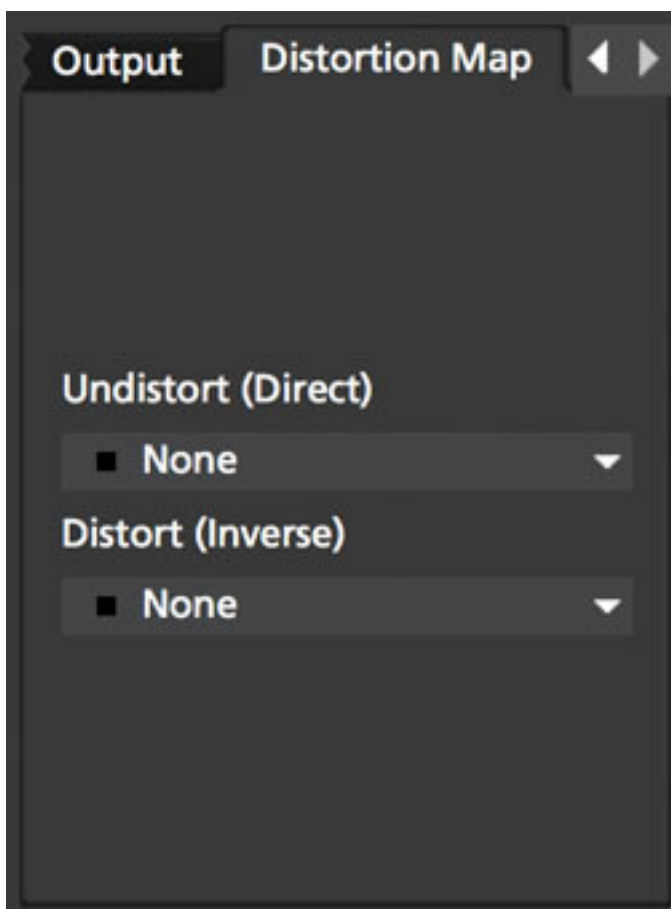 Output Distortion Map
Undistort (Direct)
None
Distort (Inverse)
None